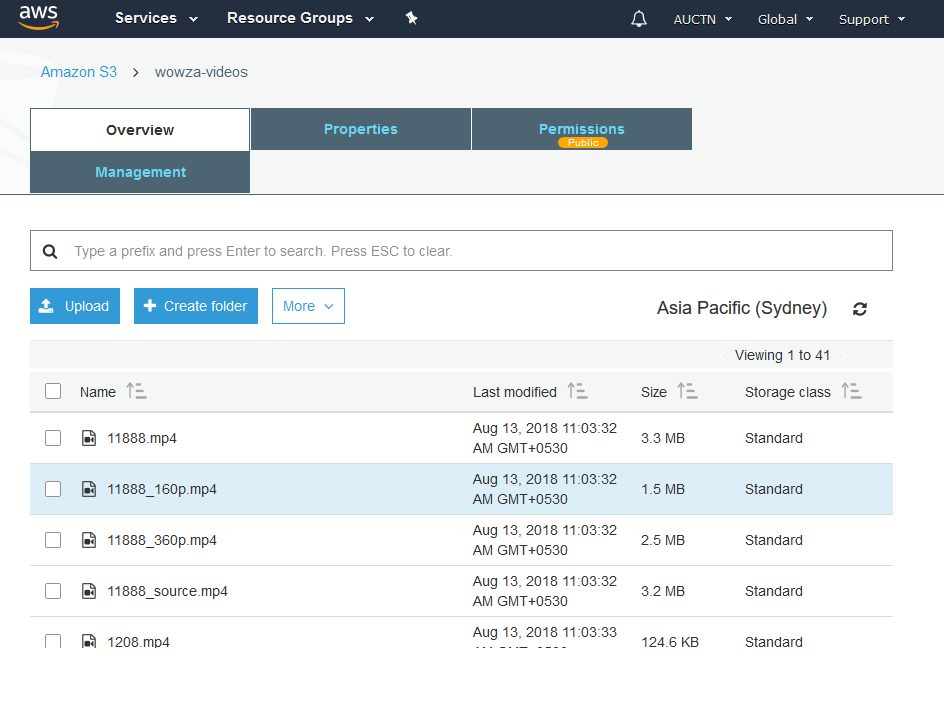 aws Services Resource Groups AUCTN Global Support
Amazon S3 > wowza-videos
Overview Properties Permissions
Public
Management
Type a prefix and press Enter to search. Press ESC to clear.
Upload Create folder More Asia Pacific (Sydney)
Viewing 1 to 41
Name Last modified Size Storage class
11888.mp4 Aug 13, 2018 11:03:32 AM GMT+0530 3.3 MB Standard
11888_160p.mp4 Aug 13, 2018 11:03:32 AM GMT+0530 1.5 MB Standard
11888_360p.mp4 Aug 13, 2018 11:03:32 AM GMT+0530 2.5 MB Standard
11888_source.mp4 Aug 13, 2018 11:03:32 AM GMT+0530 3.2 MB Standard
1208.mp4 Aug 13, 2018 11:03:33 124.6 KB Standard